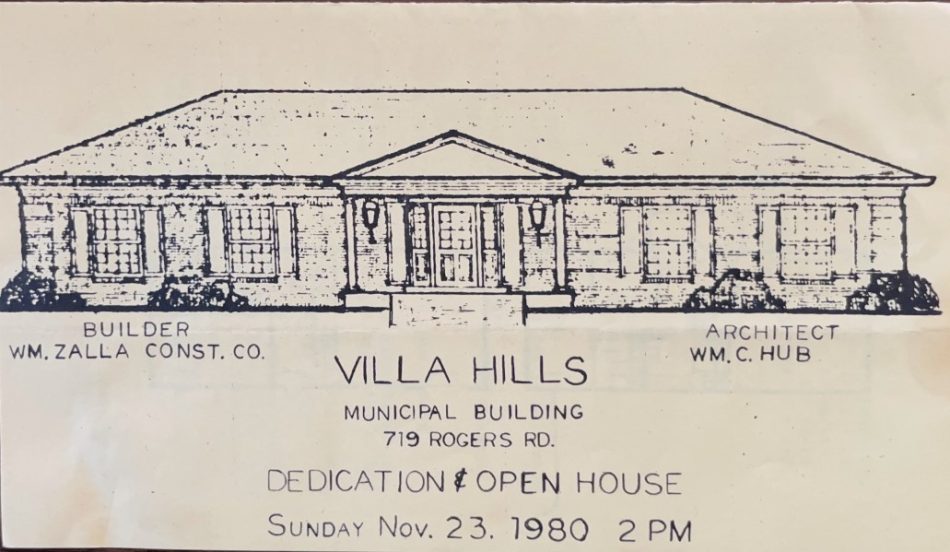 BUILDER
WM. ZALLA CONST. CO.
ARCHITECT
WM. C. HUB
VILLA HILLS
MUNICIPAL BUILDING
719 ROGERS RD.
DEDICATION & OPEN HOUSE
SUNDAY NOV. 23. 1980 2 PM